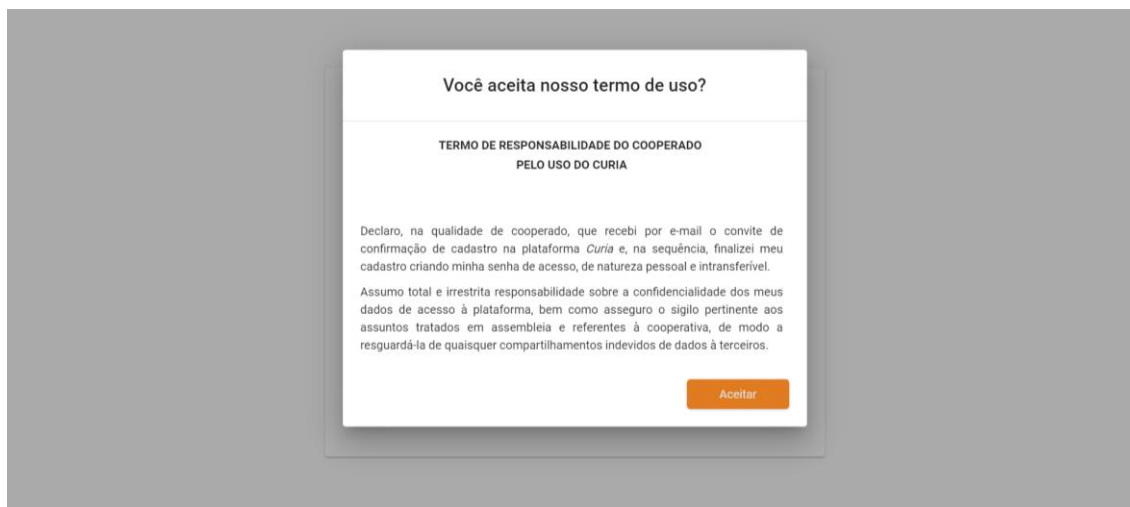 Você aceita nosso termo de uso?
TERMO DE RESPONSABILIDADE DO COOPERADO
PELO USO DO CURIA
Declaro, na qualidade de cooperado, que recebi por e-mail o convite de
confirmação de cadastro na plataforma Curia e, na sequência, finalizei meu
cadastro criando minha senha de acesso, de natureza pessoal e intransferível.
Assumo total e irrestrita responsabilidade sobre a confidencialidade dos meus
dados de acesso à plataforma, bem como asseguro o sigilo pertinente aos
assuntos tratados em assembleia e referentes à cooperativa, de modo a
resguardá-la de quaisquer compartilhamentos indevidos de dados à terceiros.
Aceitar